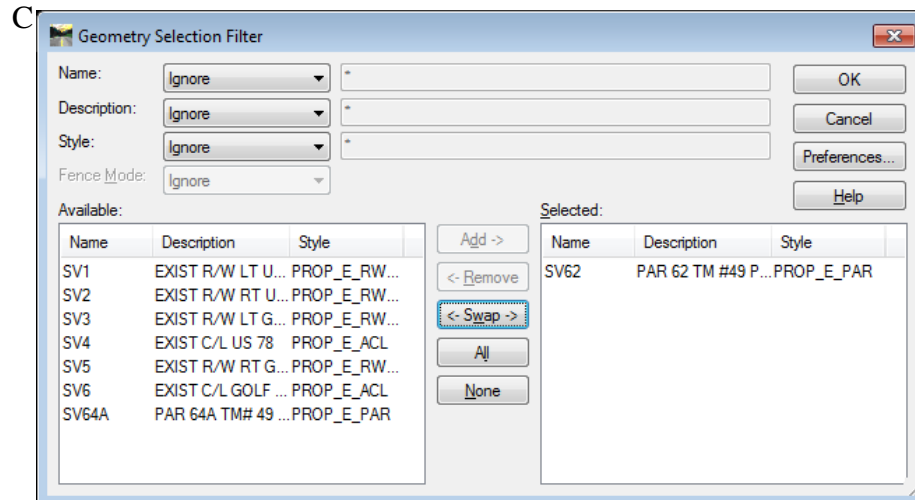 C
Geometry Selection Filter
Name: Ignore * OK
Description: Ignore * Cancel
Style: Ignore * Preferences...
Fence Mode: Ignore Help
Available: Selected:
Name Description Style Add -> Name Description Style
SV1 EXIST R/W LT U... PROP_E_RW... <- Remove SV62 PAR 62 TM #49 P... PROP_E_PAR
SV2 EXIST R/W RT U... PROP_E_RW...
SV3 EXIST R/W LT G... PROP_E_RW... <- Swap ->
SV4 EXIST C/L US 78 PROP_E_ACL
SV5 EXIST R/W RT G... PROP_E_RW... All
SV6 EXIST C/L GOLF ... PROP_E_ACL None
SV64A PAR 64A TM# 49 ... PROP_E_PAR